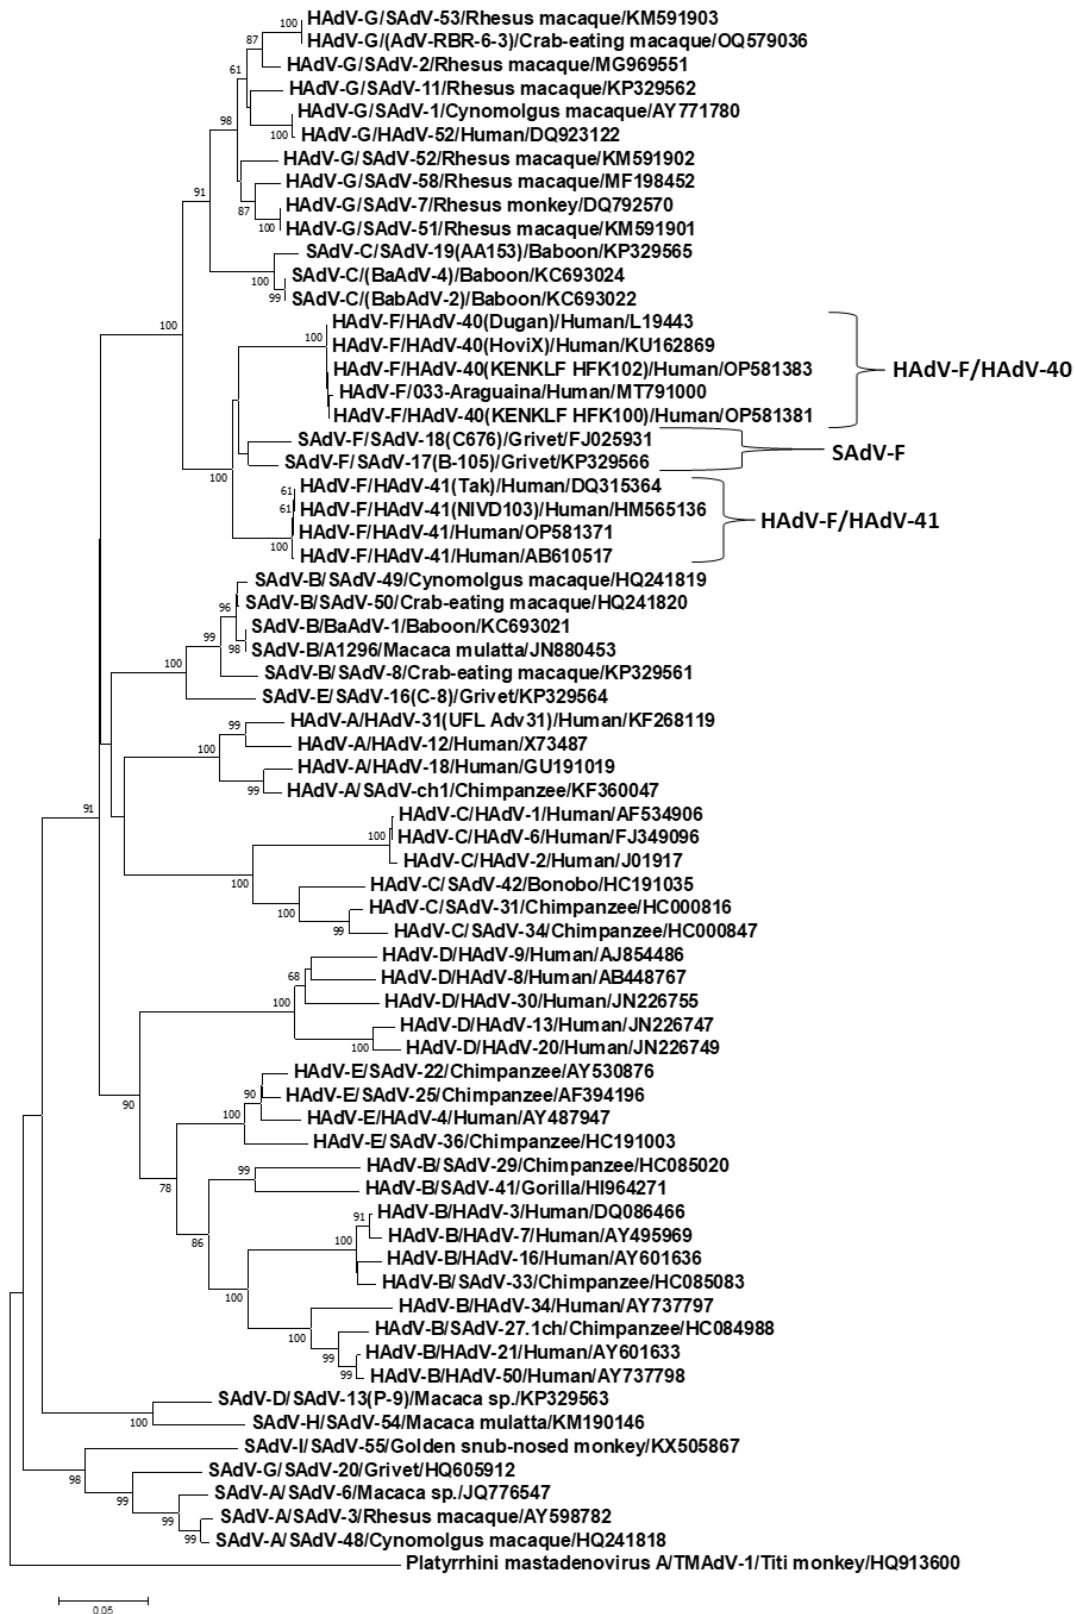 100
HAdV-G/SAdV-53/Rhesus macaque/KM591903
87
HAdV-G/(AdV-RBR-6-3)/Crab-eating macaque/OQ579036
61
HAdV-G/SAdV-2/Rhesus macaque/MG969551
HAdV-G/SAdV-11/Rhesus macaque/KP329562
HAdV-G/SAdV-1/Cynomolgus macaque/AY771780
98
100
HAdV-G/HAdV-52/Human/DQ923122
HAdV-G/SAdV-52/Rhesus macaque/KM591902
HAdV-G/SAdV-58/Rhesus macaque/MF198452
91
87
HAdV-G/SAdV-7/Rhesus monkey/DQ792570
100
HAdV-G/SAdV-51/Rhesus macaque/KM591901
SAdV-C/SAdV-19(AA153)/Baboon/KP329565
100
SAdV-C/(BaAdV-4)/Baboon/KC693024
99
SAdV-C/(BabAdV-2)/Baboon/KC693022
HAdV-F/HAdV-40(Dugan)/Human/L19443
100
100
HAdV-F/HAdV-40(HoviX)/Human/KU162869
HAdV-F/HAdV-40(KENKLF HFK102)/Human/OP581383
HAdV-F/HAdV-40
HAdV-F/033-Araguaina/Human/MT791000
HAdV-F/HAdV-40(KENKLF HFK100)/Human/OP581381
SAdV-F/SAdV-18(C676)/Grivet/FJ025931
SAdV-F
SAdV-F/SAdV-17(B-105)/Grivet/KP329566
100
61
HAdV-F/HAdV-41(Tak)/Human/DQ315364
61
HAdV-F/HAdV-41(NIVD103)/Human/HM565136
HAdV-F/HAdV-41
HAdV-F/HAdV-41/Human/OP581371
100
HAdV-F/HAdV-41/Human/AB610517
SAdV-B/SAdV-49/Cynomolgus macaque/HQ241819
96
SAdV-B/SAdV-50/Crab-eating macaque/HQ241820
SAdV-B/BaAdV-1/Baboon/KC693021
99
98
SAdV-B/A1296/Macaca mulatta/JN880453
100
SAdV-B/SAdV-8/Crab-eating macaque/KP329561
SAdV-E/SAdV-16(C-8)/Grivet/KP329564
99
HAdV-A/HAdV-31(UFL Adv31)/Human/KF268119
100
HAdV-A/HAdV-12/Human/X73487
HAdV-A/HAdV-18/Human/GU191019
99
HAdV-A/SAdV-ch1/Chimpanzee/KF360047
91
HAdV-C/HAdV-1/Human/AF534906
100
HAdV-C/HAdV-6/Human/FJ349096
HAdV-C/HAdV-2/Human/J01917
100
HAdV-C/SAdV-42/Bonobo/HC191035
100
HAdV-C/SAdV-31/Chimpanzee/HC000816
99
HAdV-C/SAdV-34/Chimpanzee/HC000847
HAdV-D/HAdV-9/Human/AJ854486
68
HAdV-D/HAdV-8/Human/AB448767
100
HAdV-D/HAdV-30/Human/JN226755
HAdV-D/HAdV-13/Human/JN226747
100
HAdV-D/HAdV-20/Human/JN226749
HAdV-E/SAdV-22/Chimpanzee/AY530876
90
90
HAdV-E/SAdV-25/Chimpanzee/AF394196
100
HAdV-E/HAdV-4/Human/AY487947
HAdV-E/SAdV-36/Chimpanzee/HC191003
99
HAdV-B/SAdV-29/Chimpanzee/HC085020
78
HAdV-B/SAdV-41/Gorilla/HI964271
91
HAdV-B/HAdV-3/Human/DQ086466
86
100
HAdV-B/HAdV-7/Human/AY495969
HAdV-B/HAdV-16/Human/AY601636
HAdV-B/SAdV-33/Chimpanzee/HC085083
100
HAdV-B/HAdV-34/Human/AY737797
100
HAdV-B/SAdV-27.1ch/Chimpanzee/HC084988
99
HAdV-B/HAdV-21/Human/AY601633
99
HAdV-B/HAdV-50/Human/AY737798
SAdV-D/SAdV-13(P-9)/Macaca sp./KP329563
100
SAdV-H/SAdV-54/Macaca mulatta/KM190146
SAdV-I/SAdV-55/Golden snub-nosed monkey/KX505867
98
SAdV-G/SAdV-20/Grivet/HQ605912
99
SAdV-A/SAdV-6/Macaca sp./JQ776547
99
SAdV-A/SAdV-3/Rhesus macaque/AY598782
99
SAdV-A/SAdV-48/Cynomolgus macaque/HQ241818
Platyrrhini mastadenovirus A/TMAdV-1/Titi monkey/HQ913600
0.05